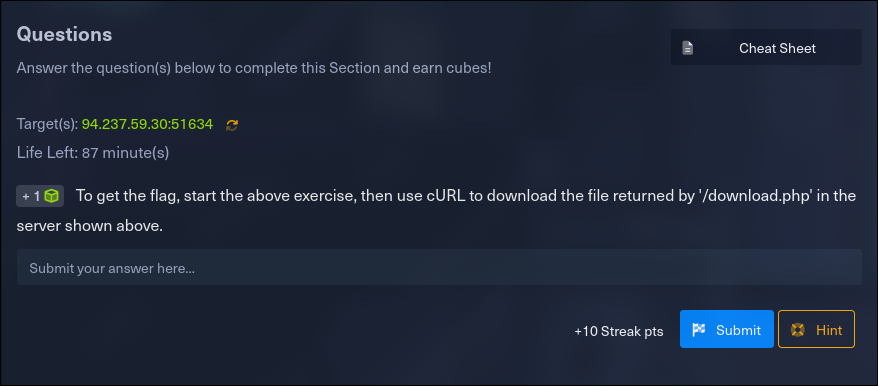 Questions
Cheat Sheet
Answer the question(s) below to complete this Section and earn cubes!
Target(s): 94.237.59.30:51634
Life Left: 87 minute(s)
+ 1 To get the flag, start the above exercise, then use cURL to download the file returned by '/download.php' in the
server shown above.
Submit your answer here...
+10 Streak pts Submit Hint